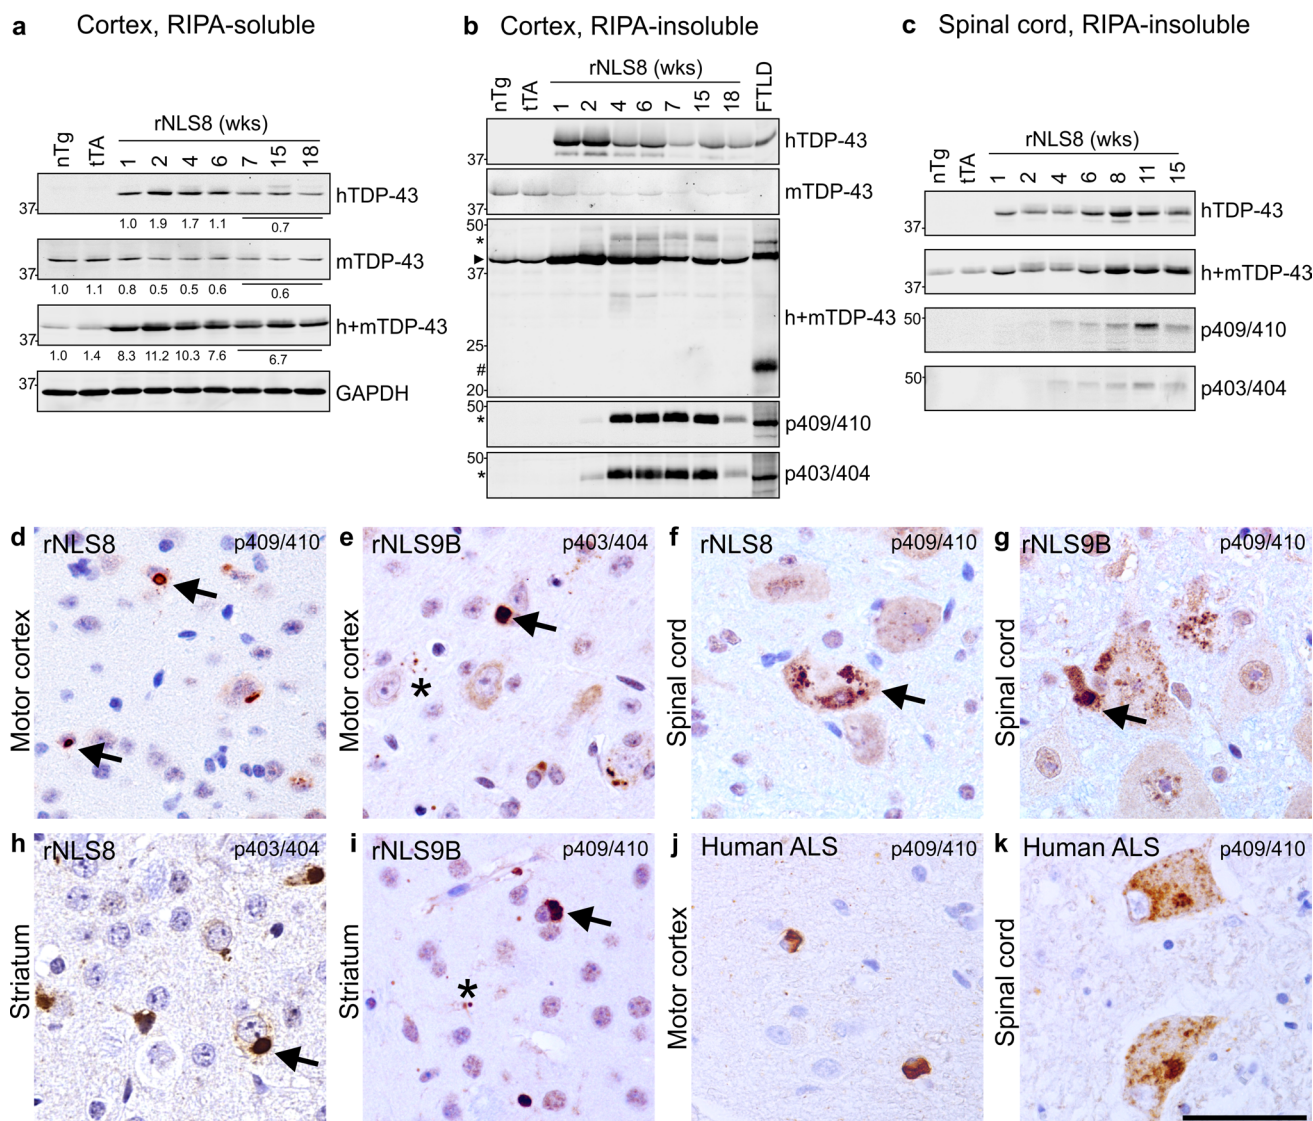 a Cortex, RIPA-soluble
nTg tTA rNLS8 (wks)
1 2 4 6 7 15 18
37 hTDP-43
1.0 1.9 1.7 1.1 0.7
mTDP-43
37
1.0 1.1 0.8 0.5 0.5 0.6 0.6
h+mTDP-43
37
1.0 1.4 8.3 11.2 10.3 7.6 6.7
37 GAPDH
b Cortex, RIPA-insoluble
nTg tTA rNLS8 (wks) FTLD
1 2 4 6 7 15 18
hTDP-43
37
mTDP-43
37
50
*
37
h+mTDP-43
25
#
20
50
* p409/410
50
* p403/404
c Spinal cord, RIPA-insoluble
nTg tTA rNLS8 (wks)
1 2 4 6 8 11 15
hTDP-43
37
h+mTDP-43
37
50 p409/410
50 p403/404
d rNLS8 p409/410
Motor cortex
e rNLS9B p403/404
Motor cortex
*
f rNLS8 p409/410
Spinal cord
g rNLS9B p409/410
Spinal cord
h rNLS8 p403/404
Striatum
i rNLS9B p409/410
Striatum
*
j Human ALS p409/410
Motor cortex
k Human ALS p409/410
Spinal cord